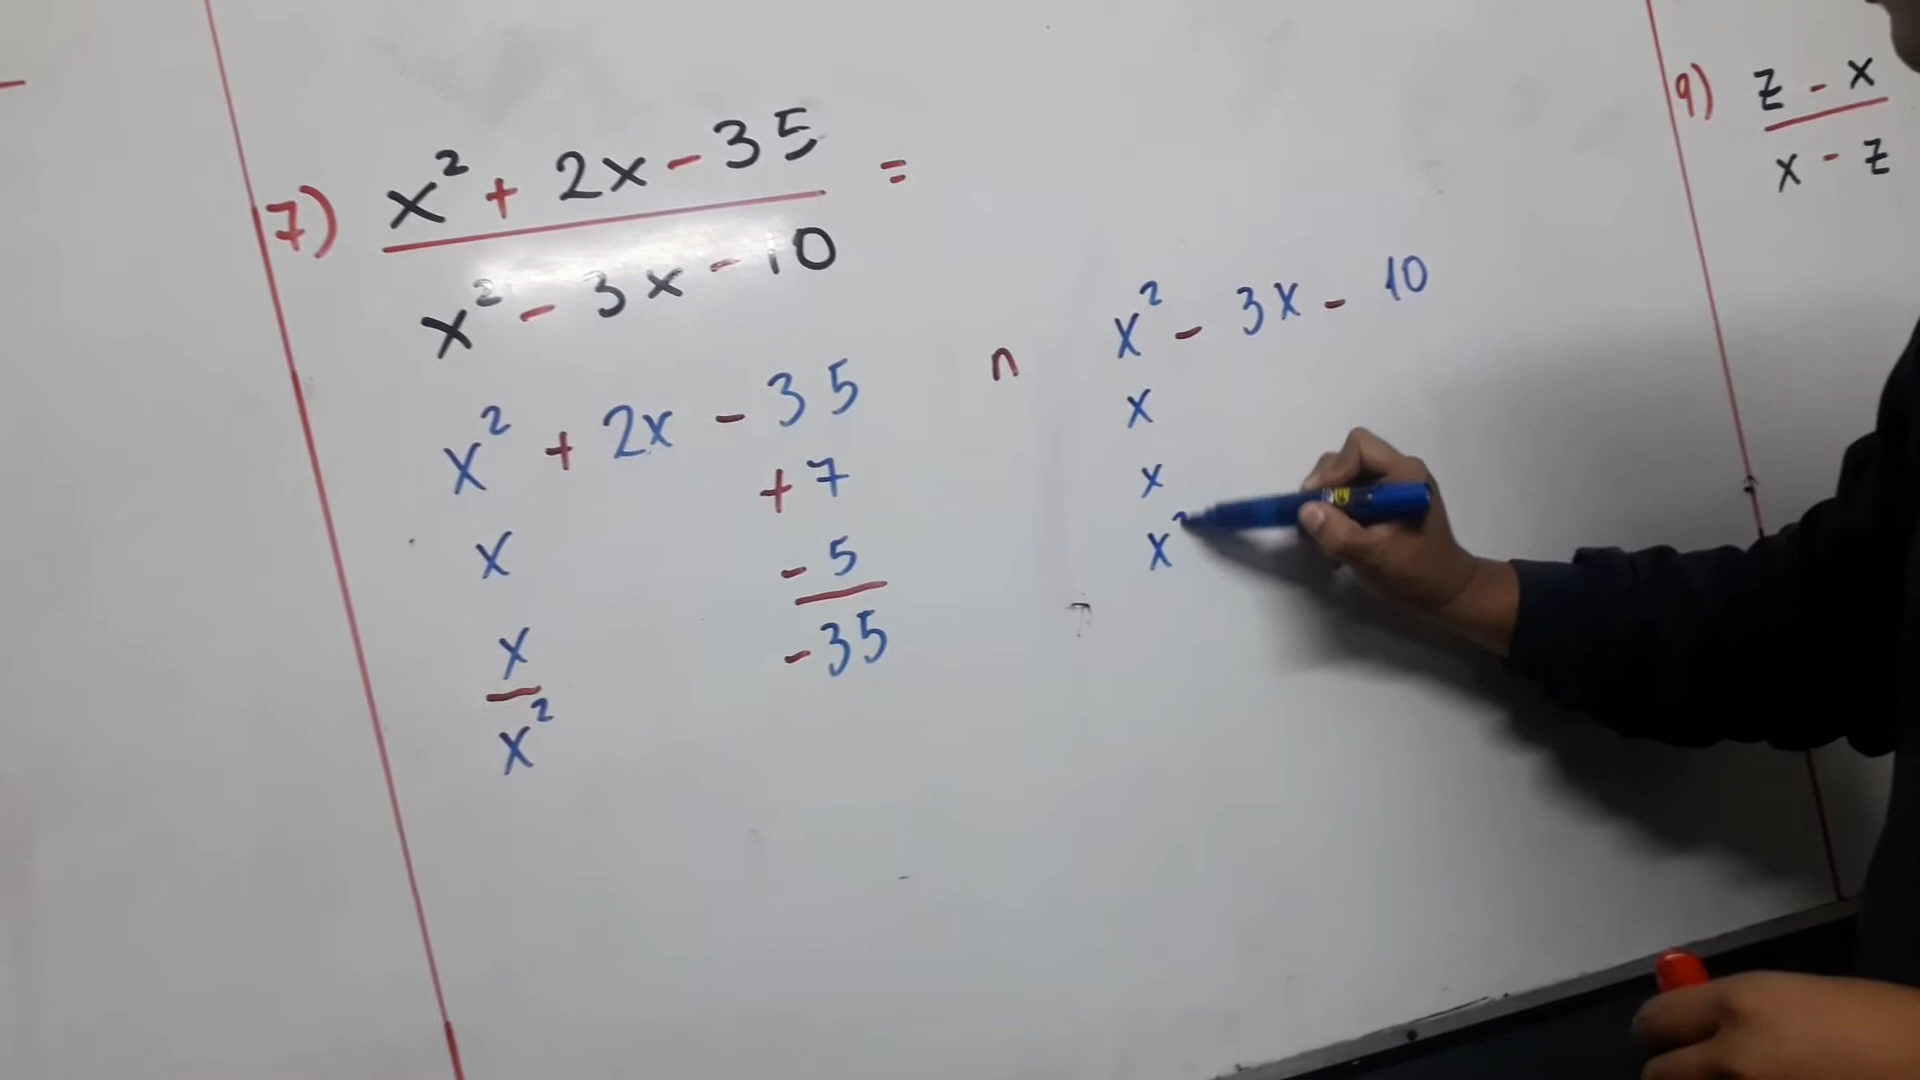 7) x² + 2x - 35 =
x² - 3x - 10
x² + 2x - 35
+ 7
x
- 5
x
- 35
x²
n
x² - 3x - 10
x
x
x²
9) z - x
x - z